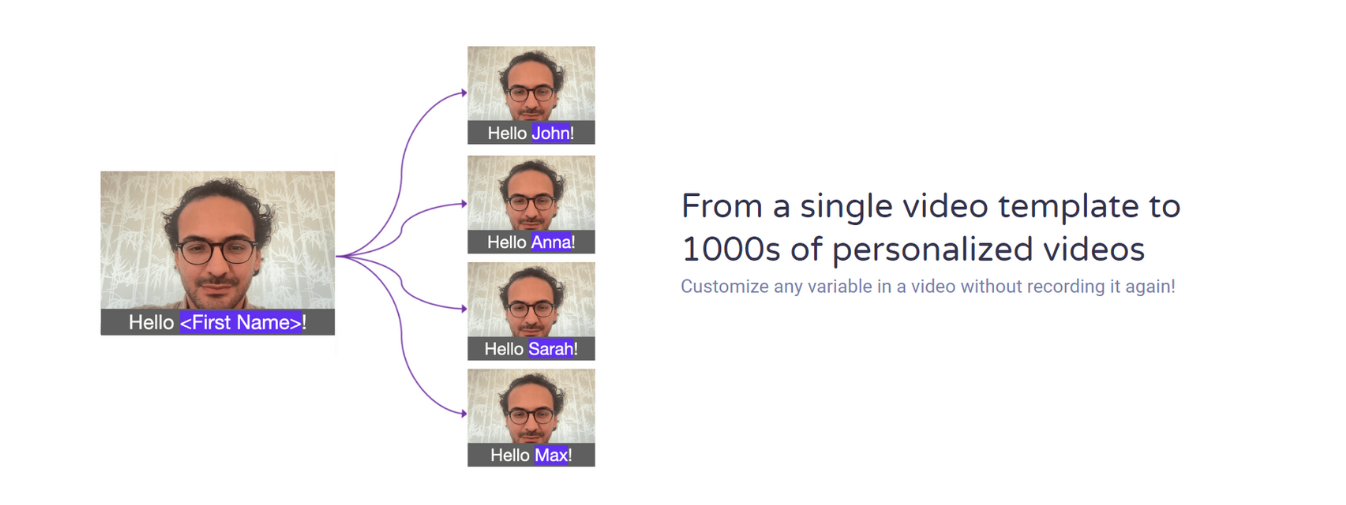 Hello <First Name>!
Hello John!
Hello Anna!
Hello Sarah!
Hello Max!
From a single video template to
1000s of personalized videos
Customize any variable in a video without recording it again!